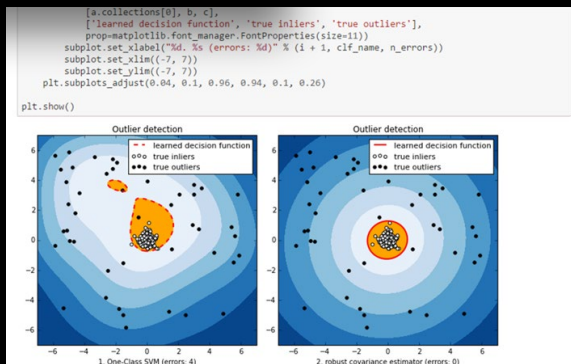 [a.collections[0], b, c],
['learned decision function', 'true inliers', 'true outliers'],
prop=matplotlib.font_manager.FontProperties(size=11))
subplot.set_xlabel("%d. %s (errors: %d)" % (i + 1, clf_name, n_errors))
subplot.set_xlim((-7, 7))
subplot.set_ylim((-7, 7))
plt.subplots_adjust(0.04, 0.1, 0.96, 0.94, 0.1, 0.26)
plt.show()
Outlier detection
learned decision function
true inliers
true outliers
6
4
2
0
−2
−4
−6
−6 −4 −2 0 2 4 6
1. One-Class SVM (errors: 4)
Outlier detection
learned decision function
true inliers
true outliers
6
4
2
0
−2
−4
−6
−6 −4 −2 0 2 4 6
2. robust covariance estimator (errors: 0)